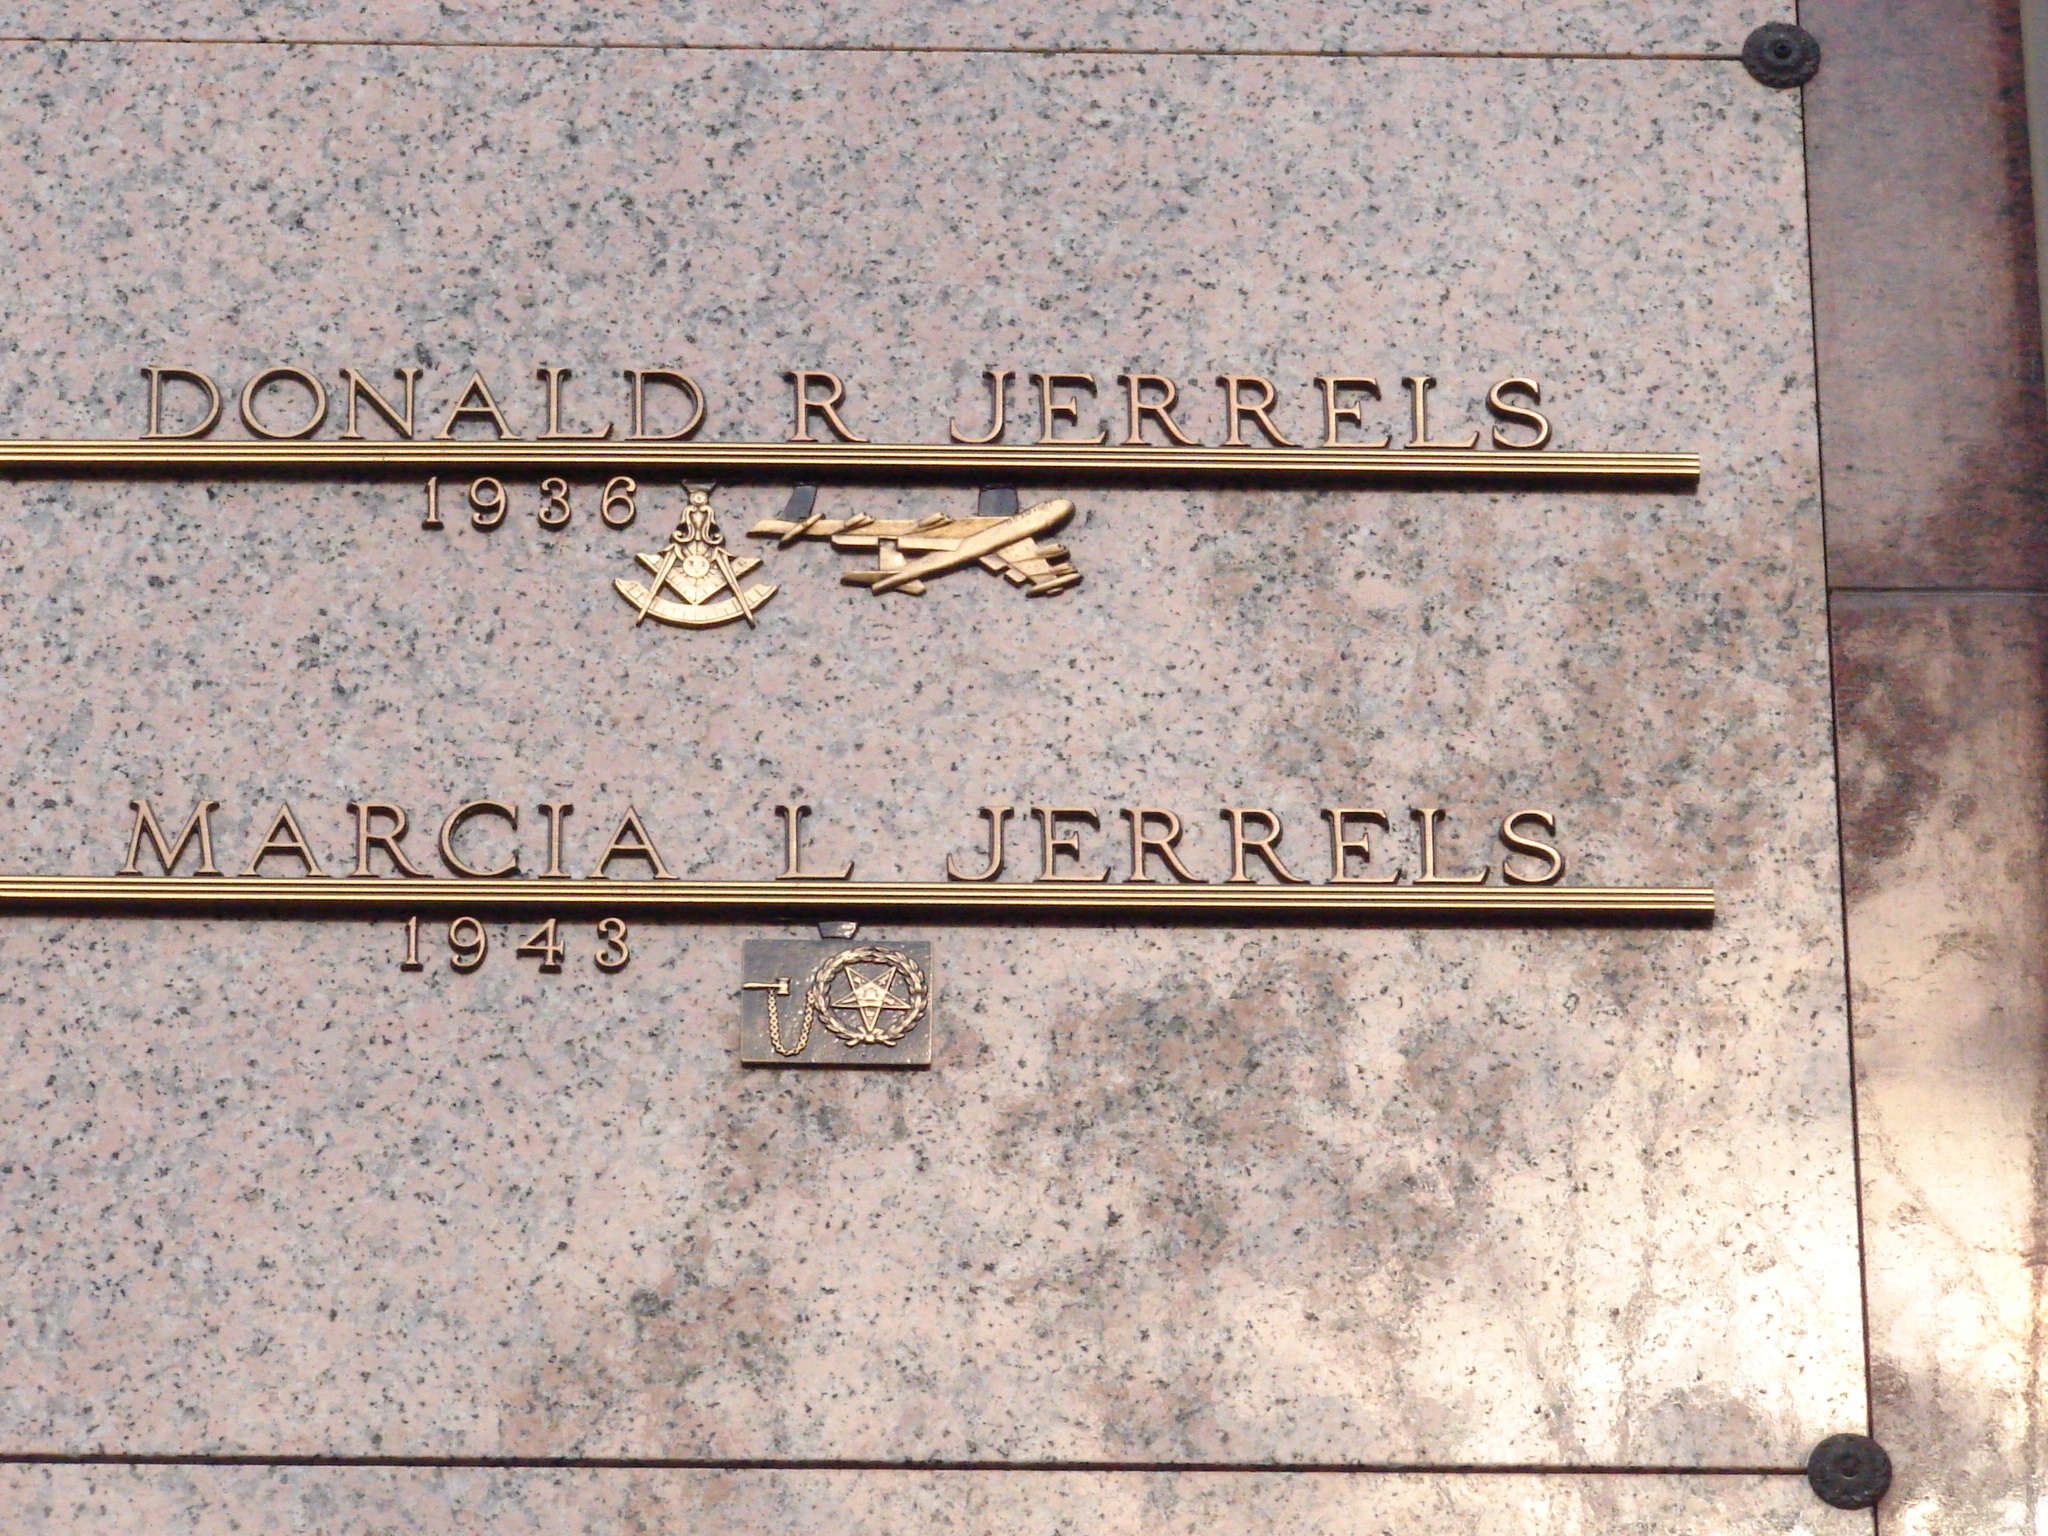 DONALD R JERRELS
1936
MARCIA L JERRELS
1943